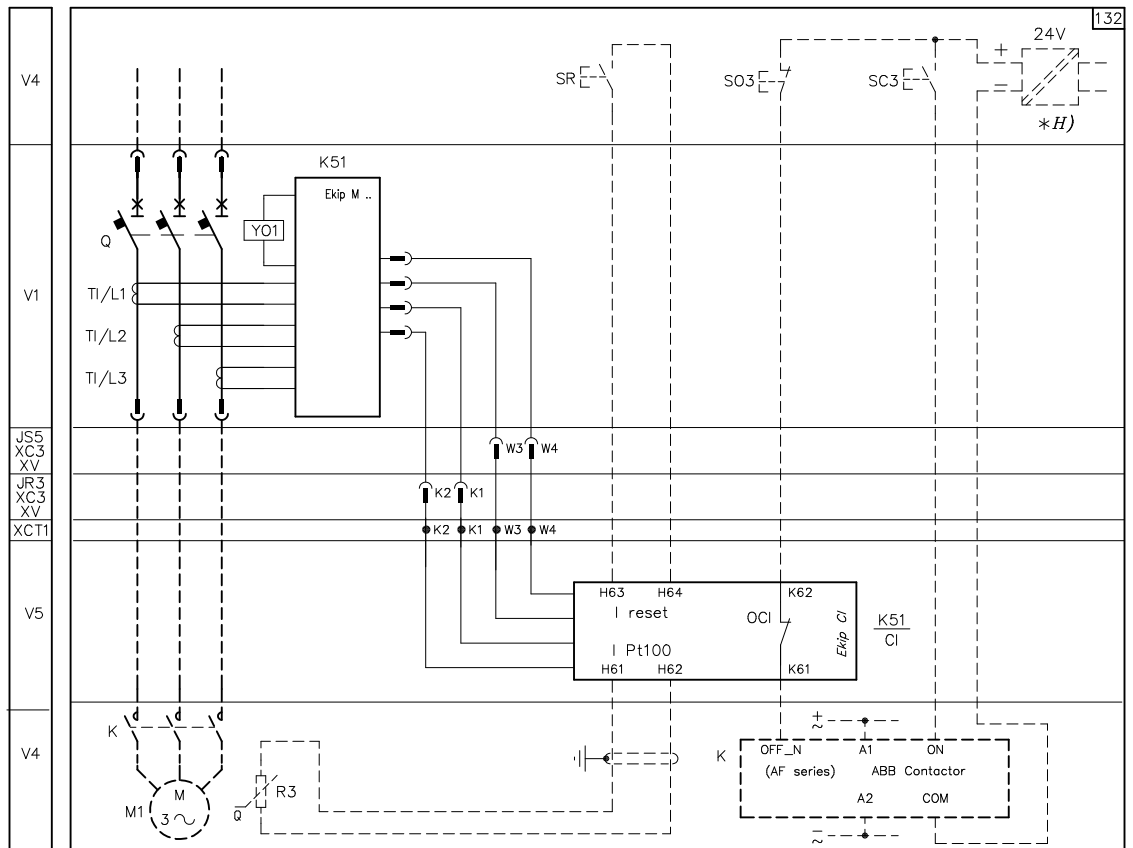 132
V4
SR
SO3
SC3
24V
+
−
*H)
V1
K51
Ekip M ..
YO1
Q
TI/L1
TI/L2
TI/L3
JS5
XC3
XV
W3
W4
JR3
XC3
XV
K2
K1
XCT1
K2
K1
W3
W4
V5
H63
H64
K62
I reset
OCI
Ekip CI
K51
CI
I Pt100
H61
H62
K61
V4
K
M1
M
3 ~
R3
Q
K
+
~
OFF_N
A1
ON
(AF series)
ABB Contactor
A2
COM
−
~